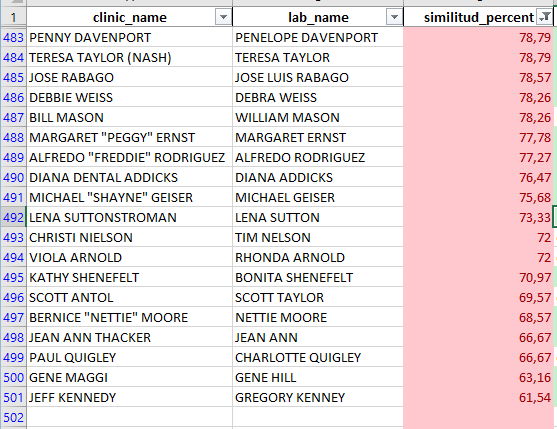 1 clinic_name lab_name similitud_percent
483 PENNY DAVENPORT PENELOPE DAVENPORT 78,79
484 TERESA TAYLOR (NASH) TERESA TAYLOR 78,79
485 JOSE RABAGO JOSE LUIS RABAGO 78,57
486 DEBBIE WEISS DEBRA WEISS 78,26
487 BILL MASON WILLIAM MASON 78,26
488 MARGARET "PEGGY" ERNST MARGARET ERNST 77,78
489 ALFREDO "FREDDIE" RODRIGUEZ ALFREDO RODRIGUEZ 77,27
490 DIANA DENTAL ADDICKS DIANA ADDICKS 76,47
491 MICHAEL "SHAYNE" GEISER MICHAEL GEISER 75,68
492 LENA SUTTONSTROMAN LENA SUTTON 73,33
493 CHRISTI NIELSON TIM NELSON 72
494 VIOLA ARNOLD RHONDA ARNOLD 72
495 KATHY SHENEFELT BONITA SHENEFELT 70,97
496 SCOTT ANTOL SCOTT TAYLOR 69,57
497 BERNICE "NETTIE" MOORE NETTIE MOORE 68,57
498 JEAN ANN THACKER JEAN ANN 66,67
499 PAUL QUIGLEY CHARLOTTE QUIGLEY 66,67
500 GENE MAGGI GENE HILL 63,16
501 JEFF KENNEDY GREGORY KENNEY 61,54
502